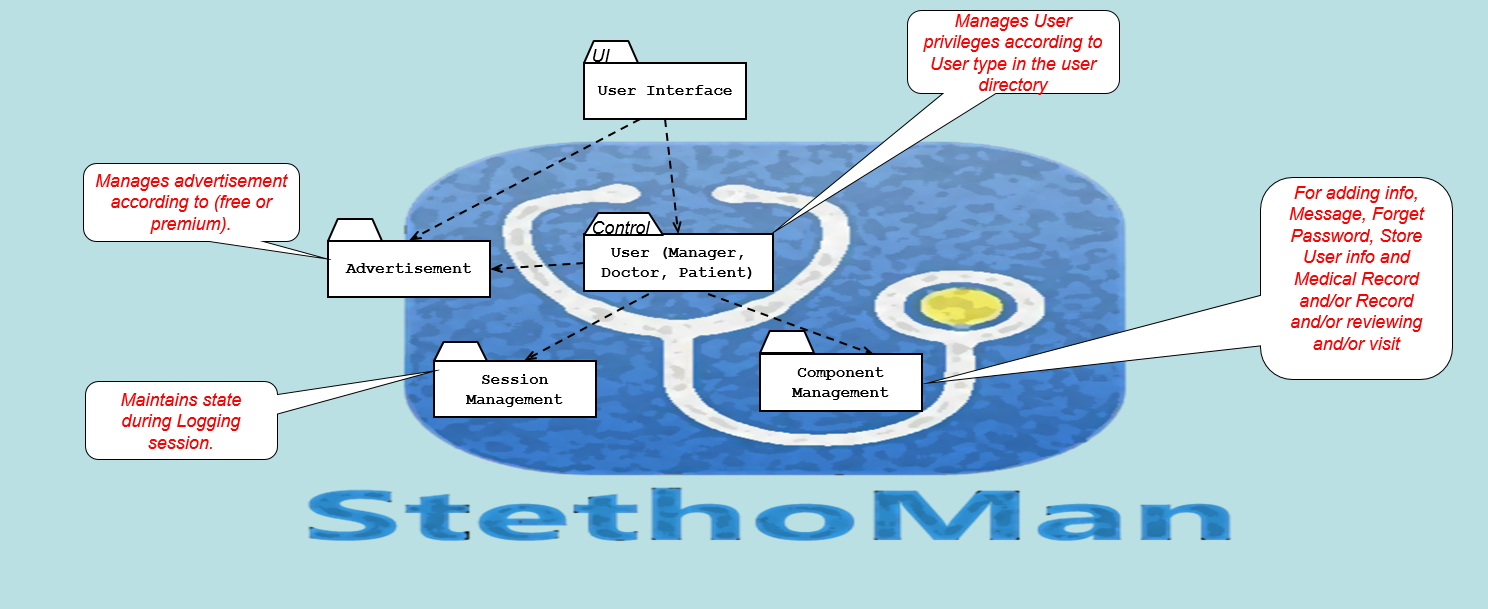 Manages User
privileges according to
User type in the user
directory
UI
User Interface
Manages advertisement
according to (free or
premium).
For adding info,
Message, Forget
Password, Store
User info and
Medical Record
and/or Record
and/or reviewing
and/or visit
Control
User (Manager,
Doctor, Patient)
Advertisement
Session
Management
Component
Management
Maintains state
during Logging
session.
StethoMan